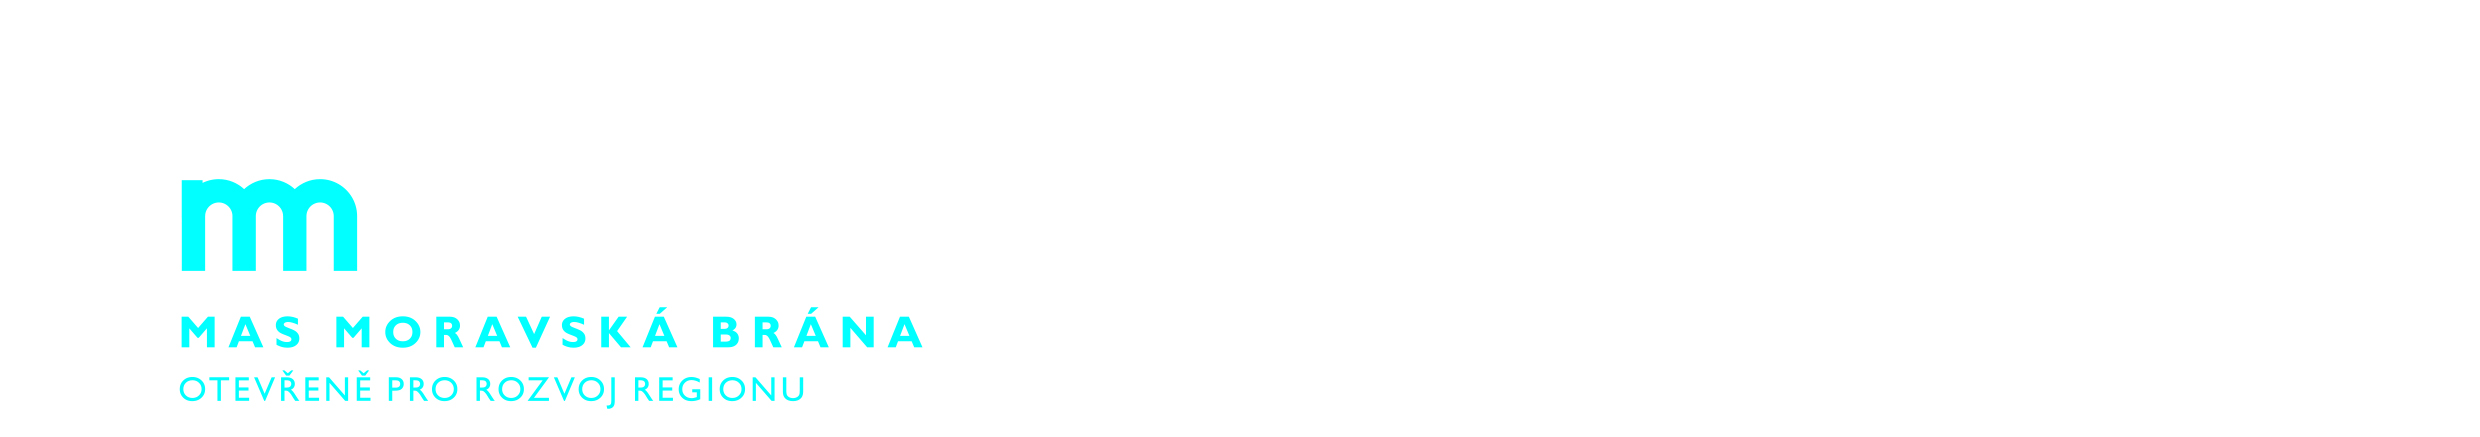 MAS MORAVSKÁ BRÁNA
OTEVŘENĚ PRO ROZVOJ REGIONU